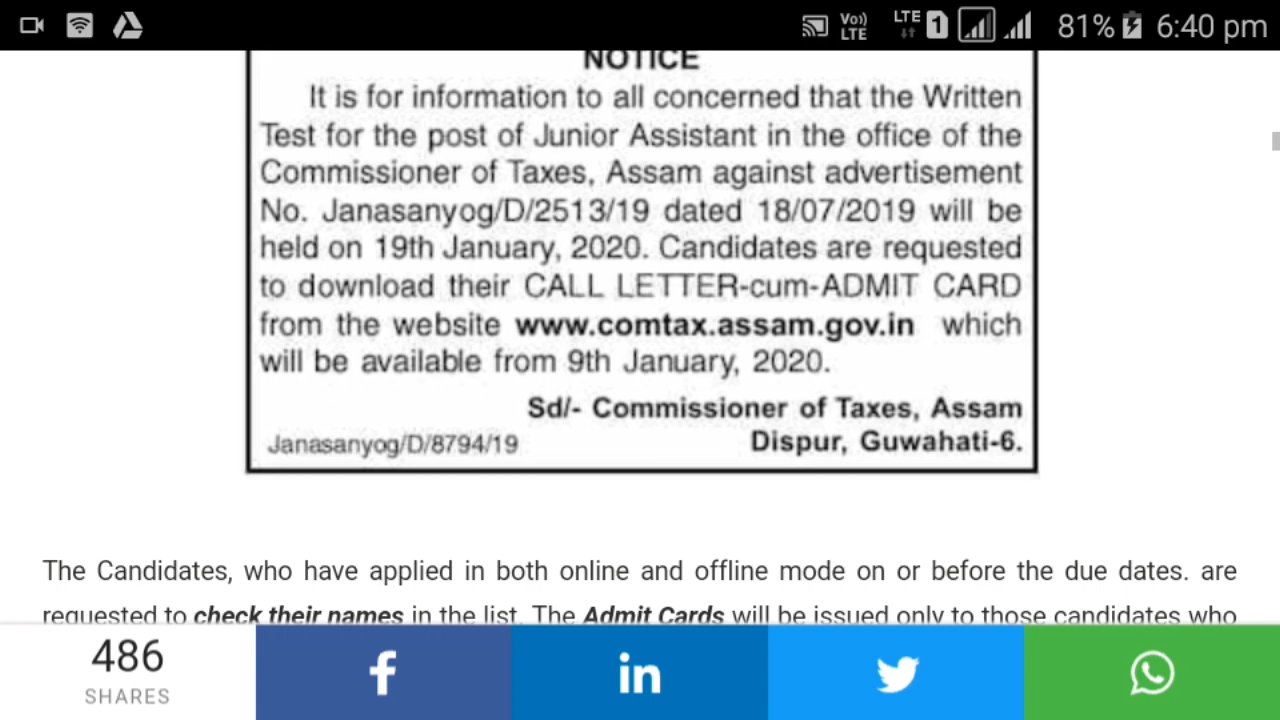 Vo)) LTE LTE 1 81% 6:40 pm
NOTICE
It is for information to all concerned that the Written
Test for the post of Junior Assistant in the office of the
Commissioner of Taxes, Assam against advertisement
No. Janasanyog/D/2513/19 dated 18/07/2019 will be
held on 19th January, 2020. Candidates are requested
to download their CALL LETTER-cum-ADMIT CARD
from the website www.comtax.assam.gov.in which
will be available from 9th January, 2020.
Sd/- Commissioner of Taxes, Assam
Janasanyog/D/8794/19 Dispur, Guwahati-6.
The Candidates, who have applied in both online and offline mode on or before the due dates. are
requested to check their names in the list. The Admit Cards will be issued only to those candidates who
486
SHARES
f in